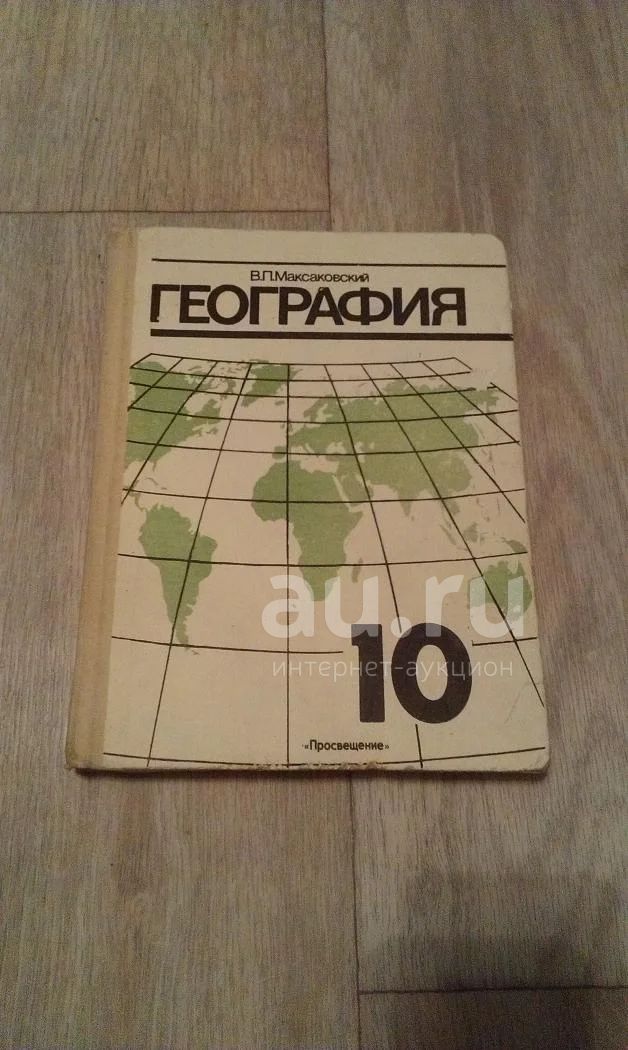 В.П.Максаковский
ГЕОГРАФИЯ
au.ru
интернет-аукцион
10
«Просвещение»